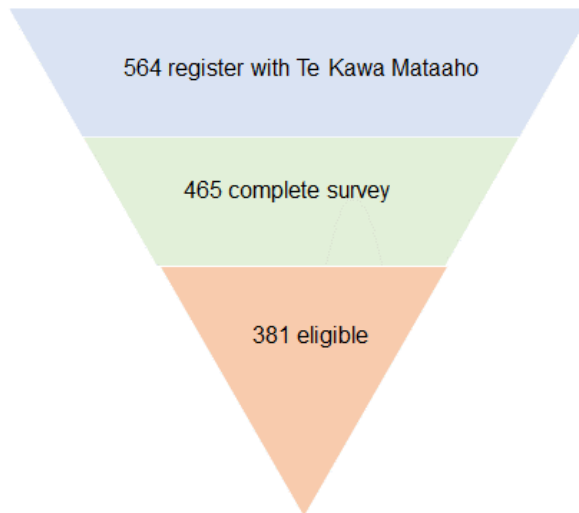 564 register with Te Kawa Mataaho
465 complete survey
381 eligible